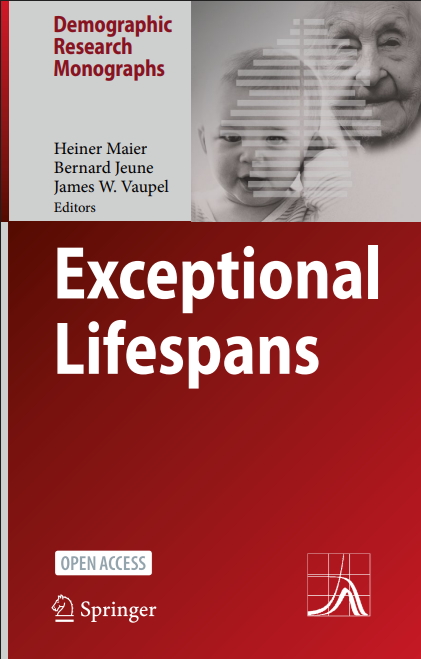 Demographic
Research
Monographs
Heiner Maier
Bernard Jeune
James W. Vaupel
Editors
Exceptional
Lifespans
OPEN ACCESS
Springer